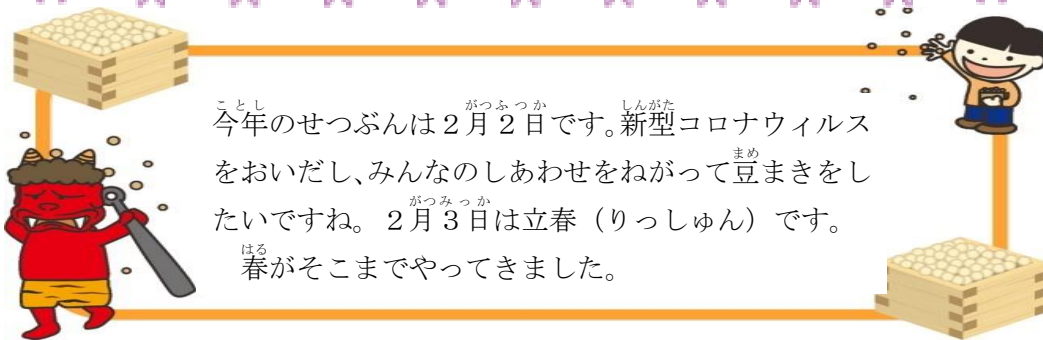 今年のせつぶんは２月２日です。新型コロナウィルス
をおいだし、みんなのしあわせをねがって豆まきをし
たいですね。２月３日は立春（りっしゅん）です。
春がそこまでやってきました。